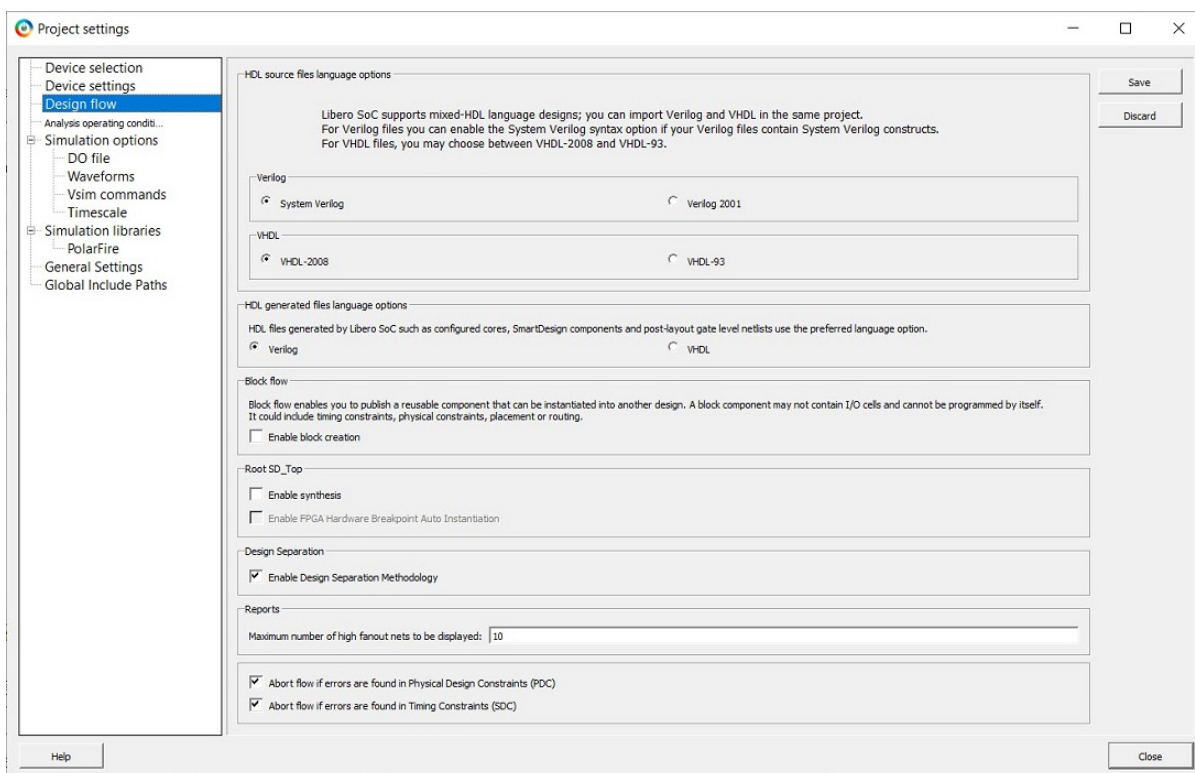 Project settings
Device selection
Device settings
Design flow
Analysis operating conditi...
Simulation options
DO file
Waveforms
Vsim commands
Timescale
Simulation libraries
PolarFire
General Settings
Global Include Paths
HDL source files language options
Libero SoC supports mixed-HDL language designs; you can import Verilog and VHDL in the same project.
For Verilog files you can enable the System Verilog syntax option if your Verilog files contain System Verilog constructs.
For VHDL files, you may choose between VHDL-2008 and VHDL-93.
Verilog
System Verilog
Verilog 2001
VHDL
VHDL-2008
VHDL-93
HDL generated files language options
HDL files generated by Libero SoC such as configured cores, SmartDesign components and post-layout gate level netlists use the preferred language option.
Verilog
VHDL
Block flow
Block flow enables you to publish a reusable component that can be instantiated into another design. A block component may not contain I/O cells and cannot be programmed by itself.
It could include timing constraints, physical constraints, placement or routing.
Enable block creation
Root SD_Top
Enable synthesis
Enable FPGA Hardware Breakpoint Auto Instantiation
Design Separation
Enable Design Separation Methodology
Reports
Maximum number of high fanout nets to be displayed: 10
Abort flow if errors are found in Physical Design Constraints (PDC)
Abort flow if errors are found in Timing Constraints (SDC)
Save
Discard
Help
Close